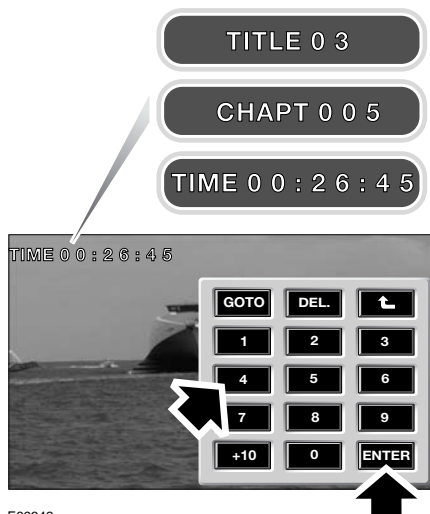 TITLE 0 3
CHAPT 0 0 5
TIME 0 0 : 2 6 : 4 5
TIME 0 0 : 2 6 : 4 5
GOTO DEL.
1 2 3
4 5 6
7 8 9
+10 0 ENTER